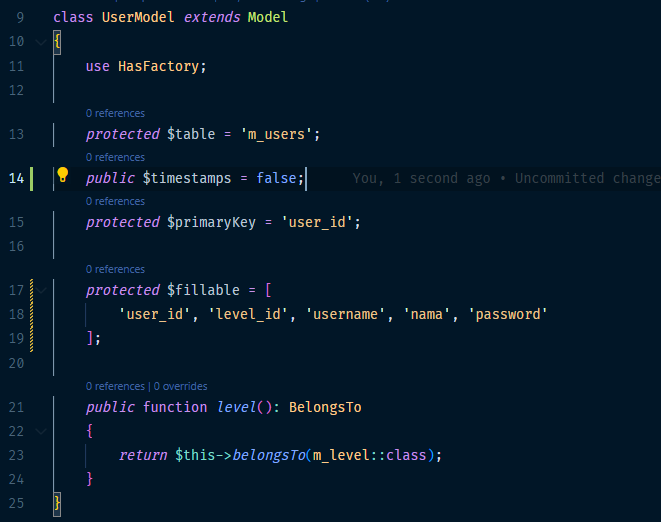 9 class UserModel extends Model
10 {
11 use HasFactory;
12
0 references
13 protected $table = 'm_users';
0 references
14 public $timestamps = false; You, 1 second ago • Uncommitted change
0 references
15 protected $primaryKey = 'user_id';
16
0 references
17 protected $fillable = [
18 'user_id', 'level_id', 'username', 'nama', 'password'
19 ];
20
0 references | 0 overrides
21 public function level(): BelongsTo
22 {
23 return $this->belongsTo(m_level::class);
24 }
25 }